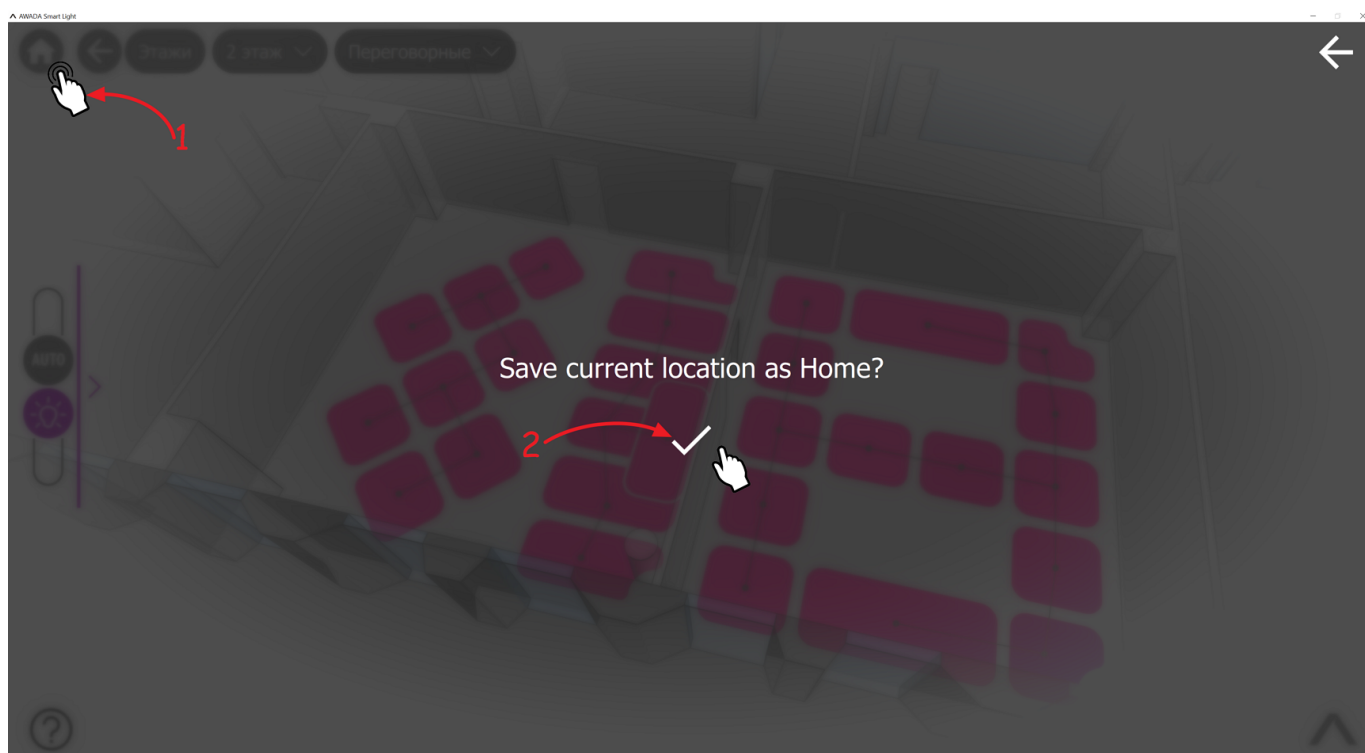 AWADA Smart Light
Этажи
2 этаж
Переговорные
1
AUTO
Save current location as Home?
2
?